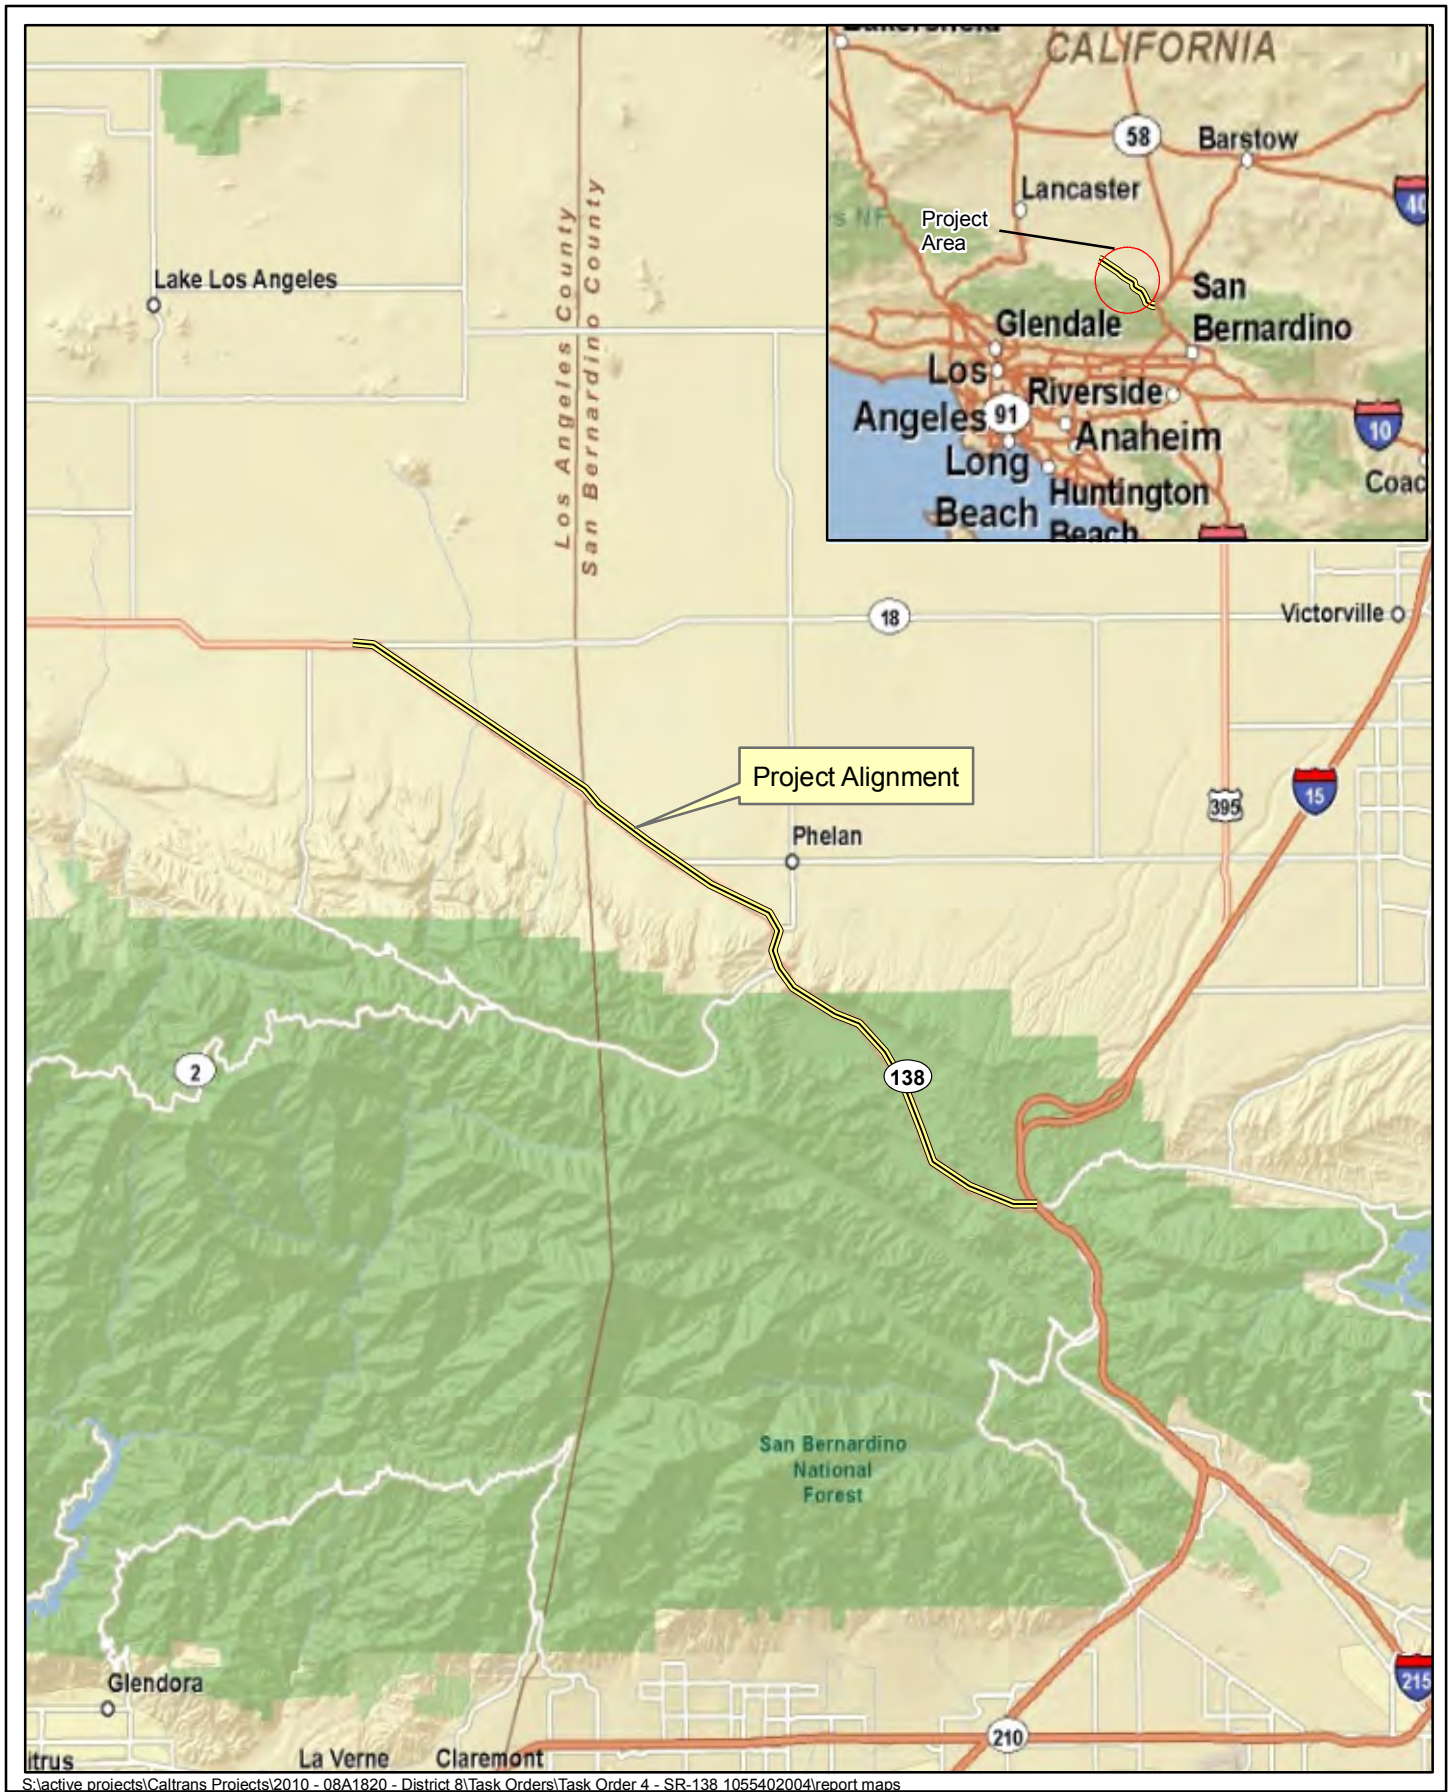 CALIFORNIA
58
Barstow
40
Lancaster
s NF
Project
Area
San
Bernardino
Glendale
Los
Angeles
91
Riverside
Anaheim
10
Long
Beach
Coac
Huntington
Beach
Lake Los Angeles
Los Angeles County
San Bernardino County
18
Victorville
Project Alignment
395
15
Phelan
2
138
San Bernardino
National
Forest
Glendora
215
210
itrus
La Verne
Claremont
S:\active projects\Caltrans Projects\2010 - 08A1820 - District 8\Task Orders\Task Order 4 - SR-138 1055402004\report maps